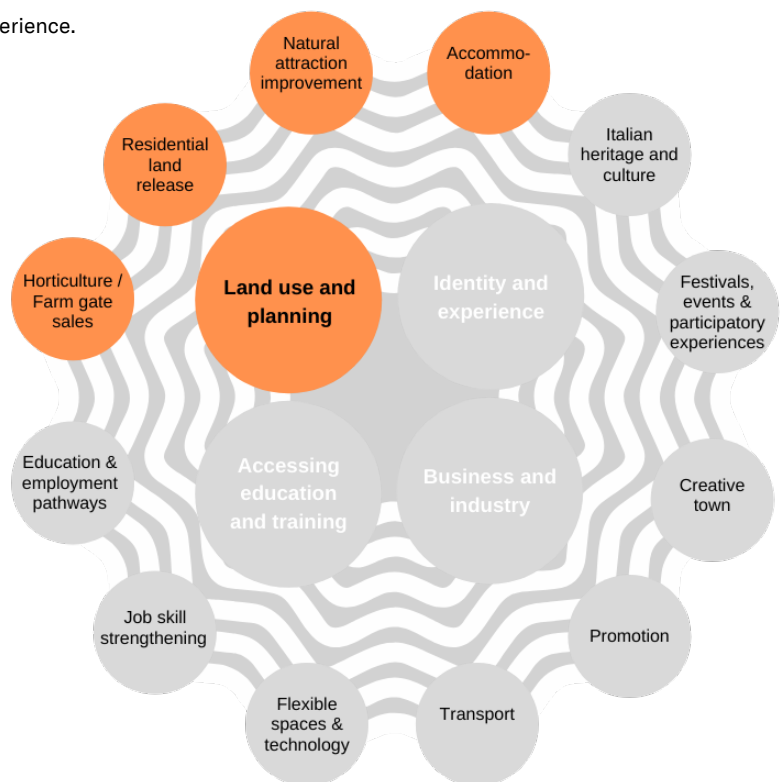 Natural
attraction
improvement
Accommo-
dation
Residential
land
release
Italian
heritage and
culture
Horticulture /
Farm gate
sales
Land use and
planning
Identity and
experience
Festivals,
events &
participatory
experiences
Education &
employment
pathways
Accessing
education
and training
Business and
industry
Creative
town
Job skill
strengthening
Promotion
Flexible
spaces &
technology
Transport